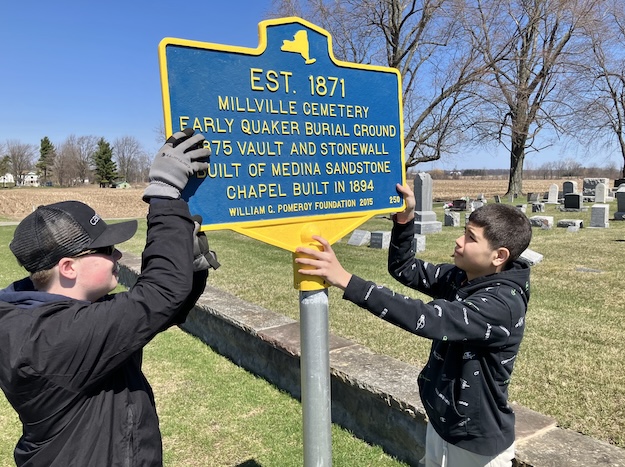 EST. 1871
MILLVILLE CEMETERY
EARLY QUAKER BURIAL GROUND
875 VAULT AND STONEWALL
BUILT OF MEDINA SANDSTONE
CHAPEL BUILT IN 1894
WILLIAM G. POMEROY FOUNDATION 2015
250